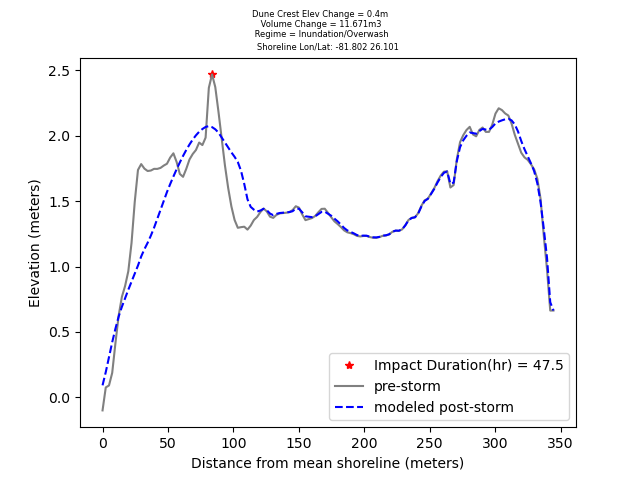 Dune Crest Elev Change = 0.4m
Volume Change = 11.671m3
Regime = Inundation/Overwash
Shoreline Lon/Lat: -81.802 26.101
2.5
2.0
1.5
1.0
0.5
0.0
Elevation (meters)
Impact Duration(hr) = 47.5
pre-storm
modeled post-storm
0 50 100 150 200 250 300 350
Distance from mean shoreline (meters)